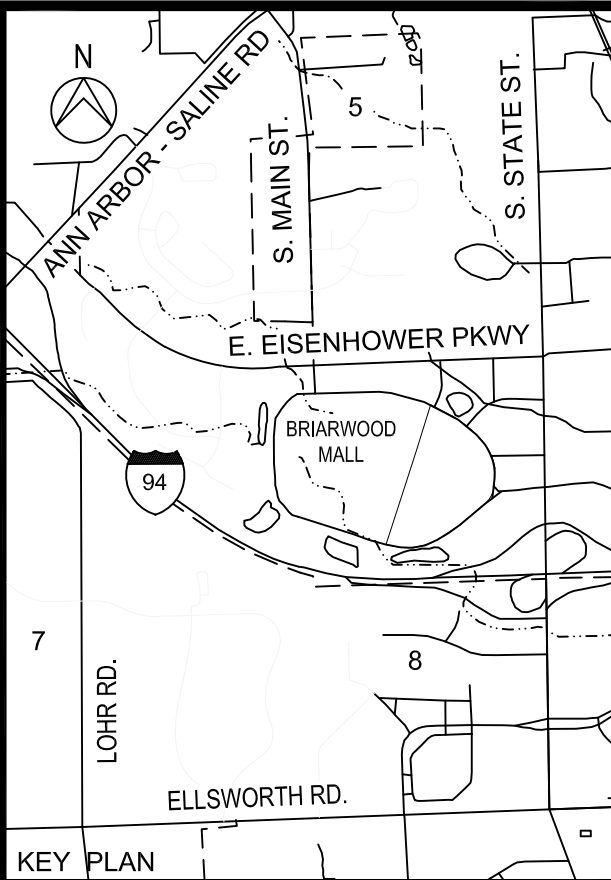 N
ANN ARBOR - SALINE RD
5
S. MAIN ST.
S. STATE ST.
E. EISENHOWER PKWY
BRIARWOOD
MALL
94
7
8
LOHR RD.
ELLSWORTH RD.
KEY PLAN